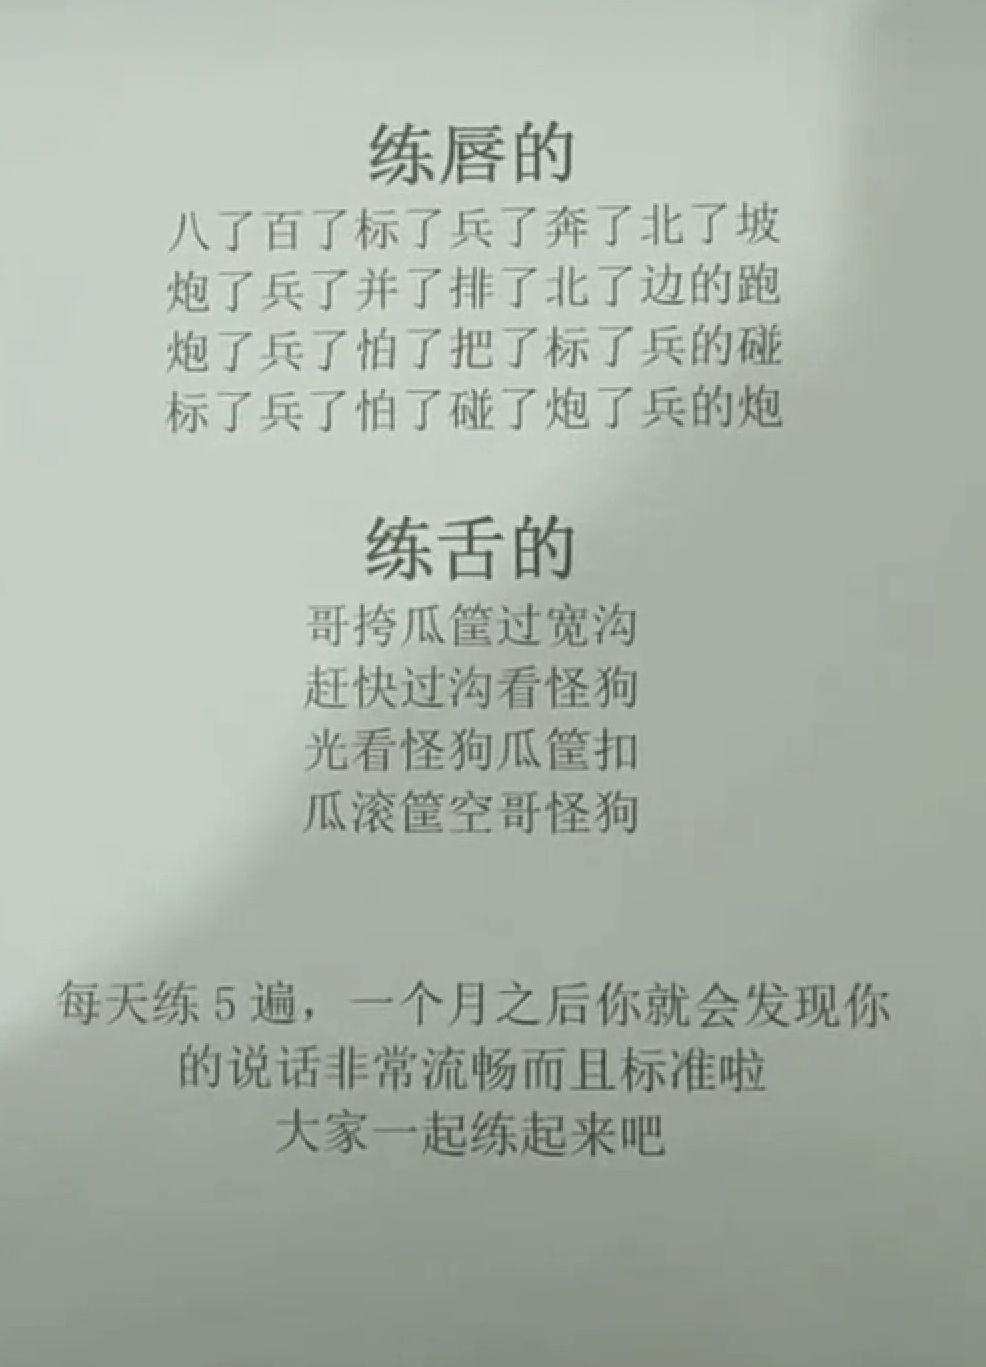 练唇的
八了百了标了兵了奔了北了坡
炮了兵了并了排了北了边的跑
炮了兵了怕了把了标了兵的碰
标了兵了怕了碰了炮了兵的炮
练舌的
哥挎瓜筐过宽沟
赶快过沟看怪狗
光看怪狗瓜筐扣
瓜滚筐空哥怪狗
每天练5遍，一个月之后你就会发现你
的说话非常流畅而且标准啦
大家一起练起来吧